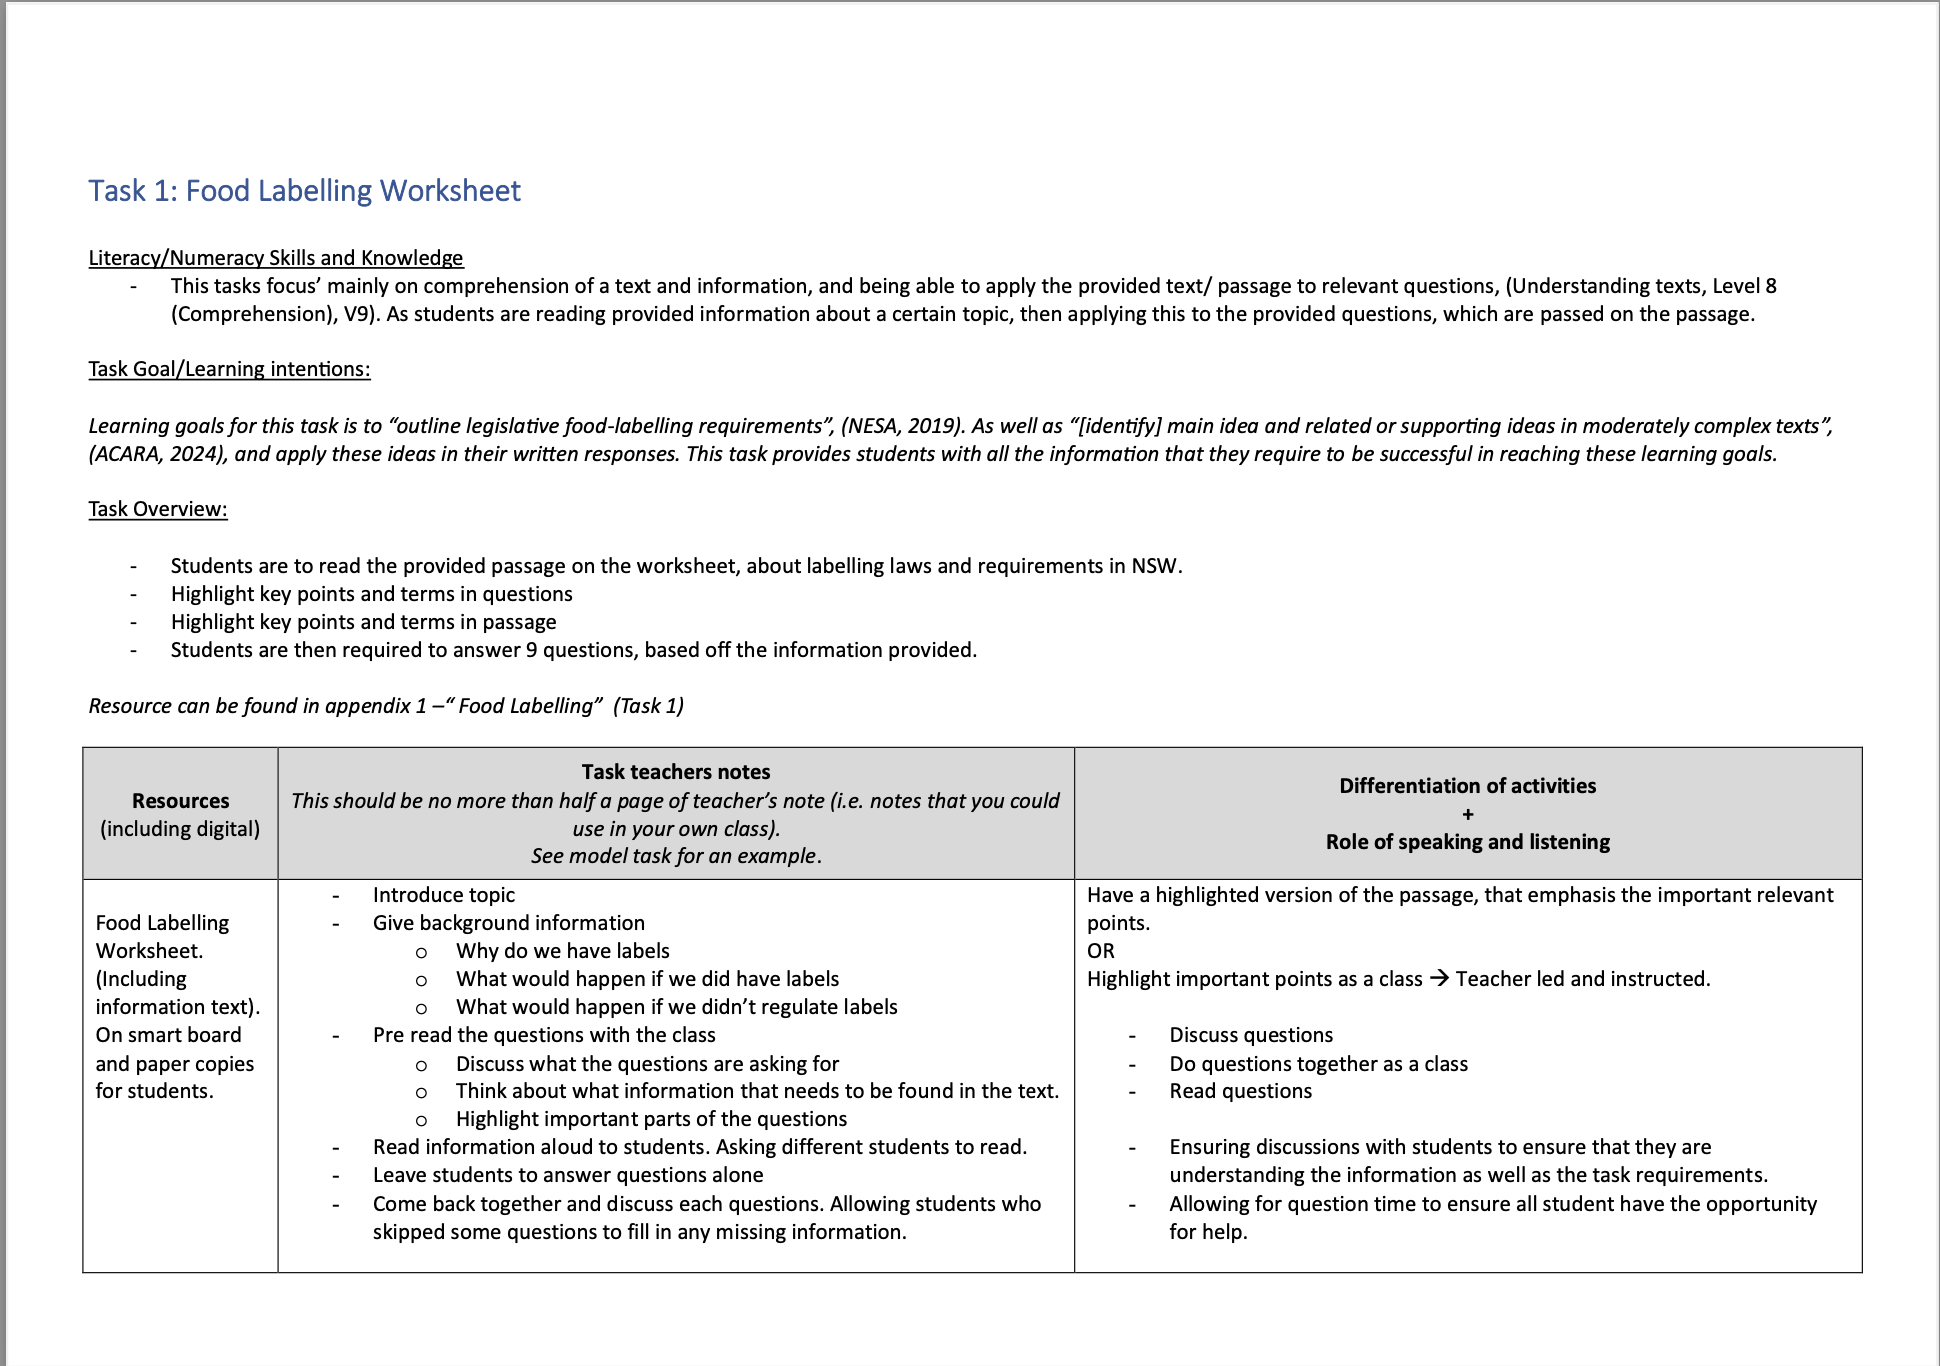 Task 1: Food Labelling Worksheet
Literacy/Numeracy Skills and Knowledge
- This tasks focus’ mainly on comprehension of a text and information, and being able to apply the provided text/ passage to relevant questions, (Understanding texts, Level 8
(Comprehension), V9). As students are reading provided information about a certain topic, then applying this to the provided questions, which are passed on the passage.
Task Goal/Learning intentions:
Learning goals for this task is to “outline legislative food-labelling requirements”, (NESA, 2019). As well as “[identify] main idea and related or supporting ideas in moderately complex texts”,
(ACARA, 2024), and apply these ideas in their written responses. This task provides students with all the information that they require to be successful in reaching these learning goals.
Task Overview:
- Students are to read the provided passage on the worksheet, about labelling laws and requirements in NSW.
- Highlight key points and terms in questions
- Highlight key points and terms in passage
- Students are then required to answer 9 questions, based off the information provided.
Resource can be found in appendix 1 –“ Food Labelling” (Task 1)
Resources
(including digital)
Task teachers notes
This should be no more than half a page of teacher’s note (i.e. notes that you could
use in your own class).
See model task for an example.
Differentiation of activities
+
Role of speaking and listening
Food Labelling
Worksheet.
(Including
information text).
On smart board
and paper copies
for students.
- Introduce topic
- Give background information
o Why do we have labels
o What would happen if we did have labels
o What would happen if we didn’t regulate labels
- Pre read the questions with the class
o Discuss what the questions are asking for
o Think about what information that needs to be found in the text.
o Highlight important parts of the questions
- Read information aloud to students. Asking different students to read.
- Leave students to answer questions alone
- Come back together and discuss each questions. Allowing students who
skipped some questions to fill in any missing information.
Have a highlighted version of the passage, that emphasis the important relevant
points.
OR
Highlight important points as a class → Teacher led and instructed.
- Discuss questions
- Do questions together as a class
- Read questions
- Ensuring discussions with students to ensure that they are
understanding the information as well as the task requirements.
- Allowing for question time to ensure all student have the opportunity
for help.